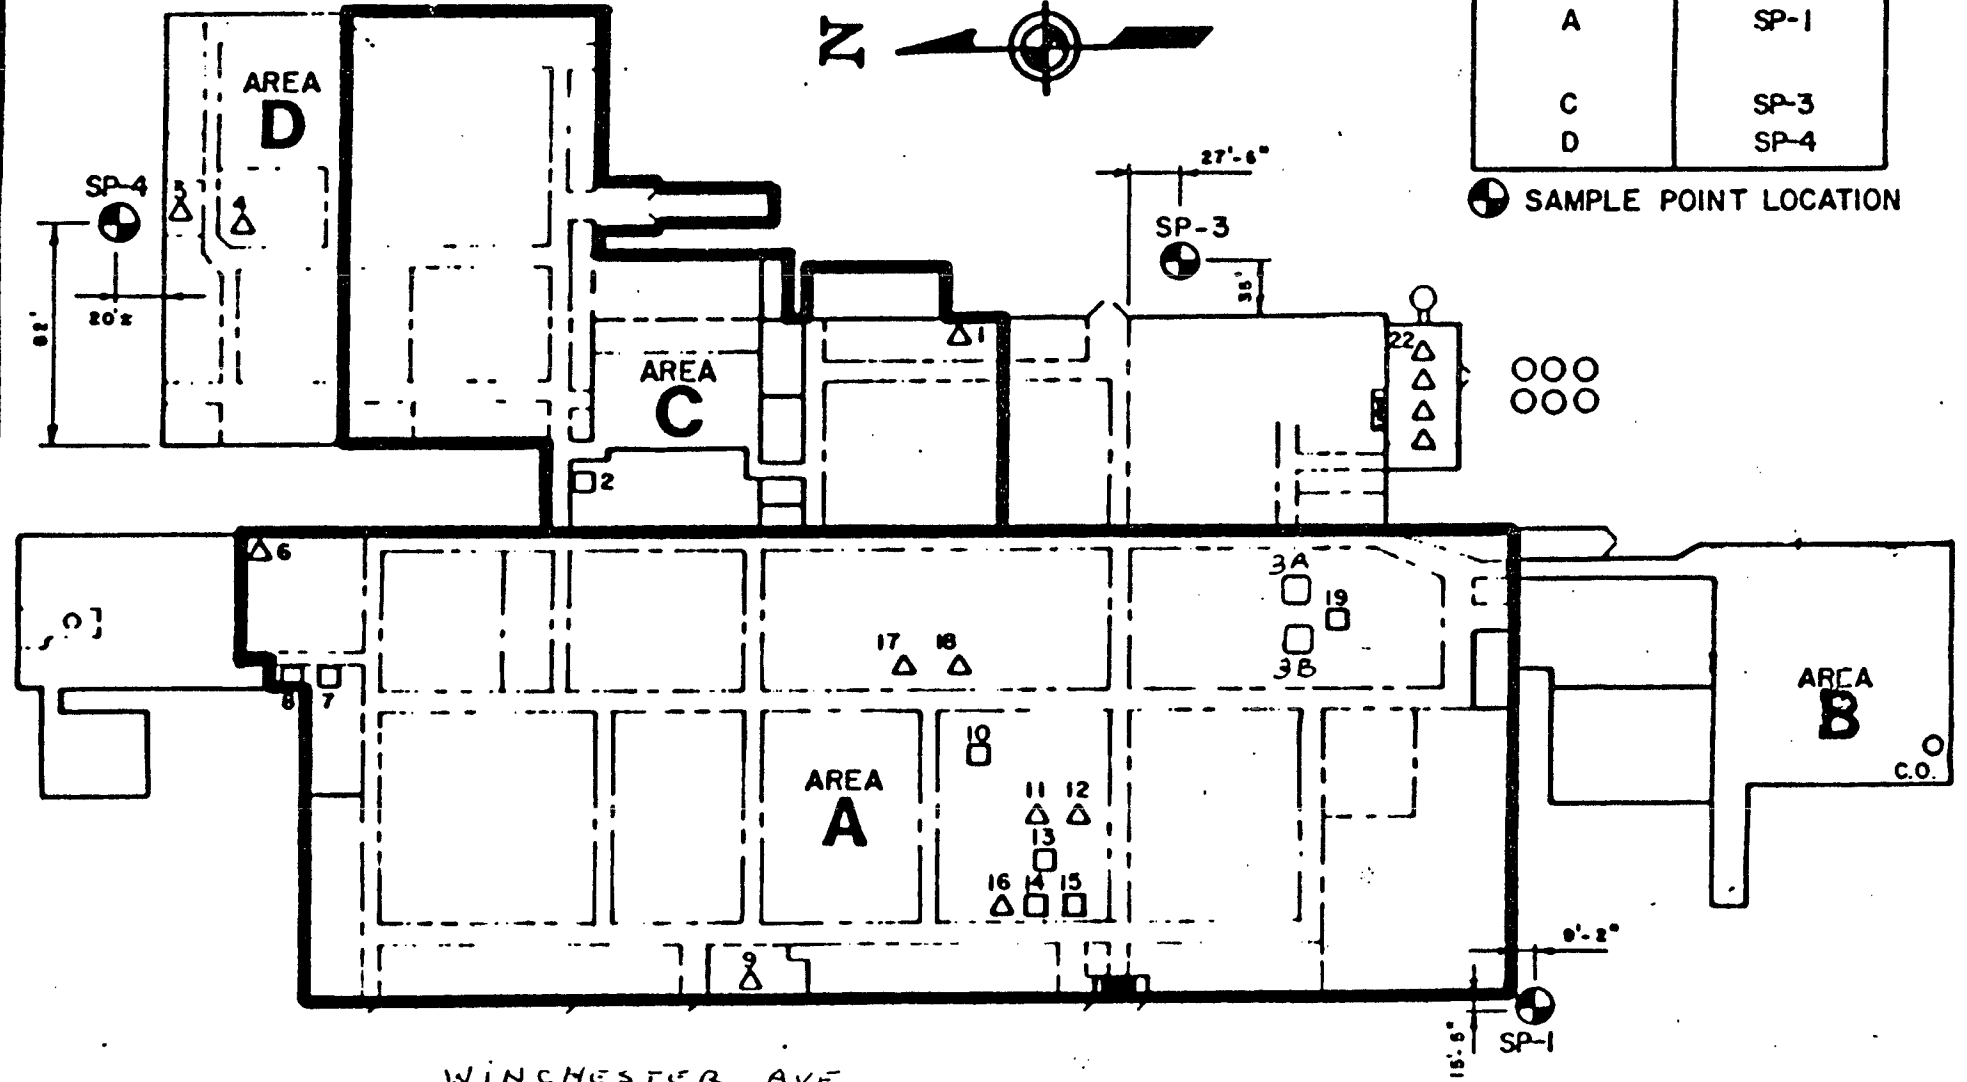 N
A SP-1
C SP-3
D SP-4
SAMPLE POINT LOCATION
AREA
D
SP-4
5
4
20'±
82'
27'-6"
SP-3
35'
1
22
AREA
C
2
6
3A
19
3B
17 18
8 7
10
AREA
A
11 12
13
16 14 15
9
AREA
B
C.O.
9'-2"
15'-5"
SP-1
WINCHESTER AVE